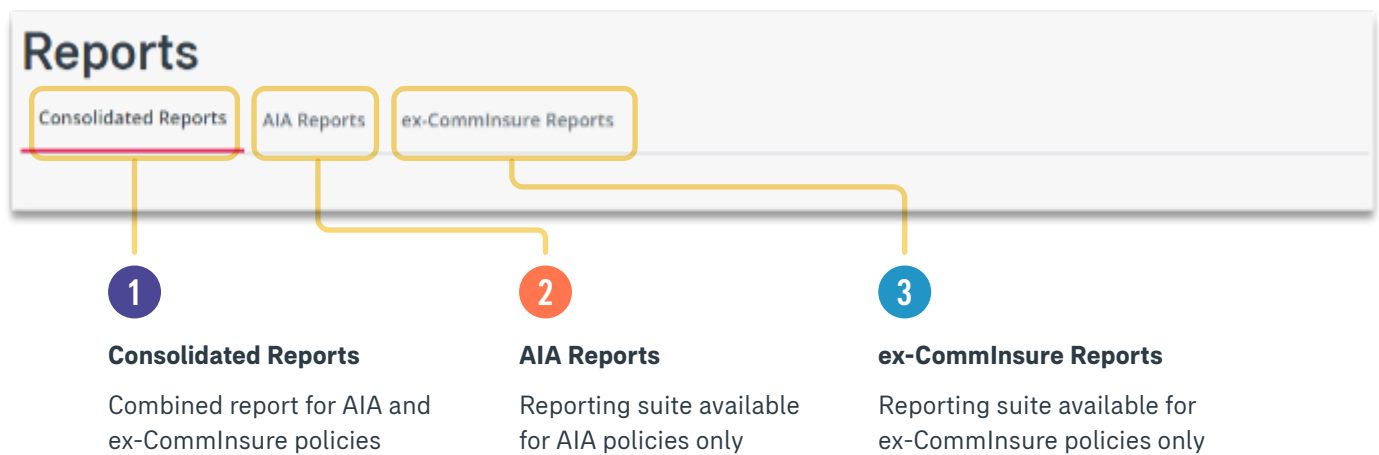 Reports
Consolidated Reports
AIA Reports
ex-CommInsure Reports
1
Consolidated Reports
Combined report for AIA and
ex-CommInsure policies
2
AIA Reports
Reporting suite available
for AIA policies only
3
ex-CommInsure Reports
Reporting suite available for
ex-CommInsure policies only